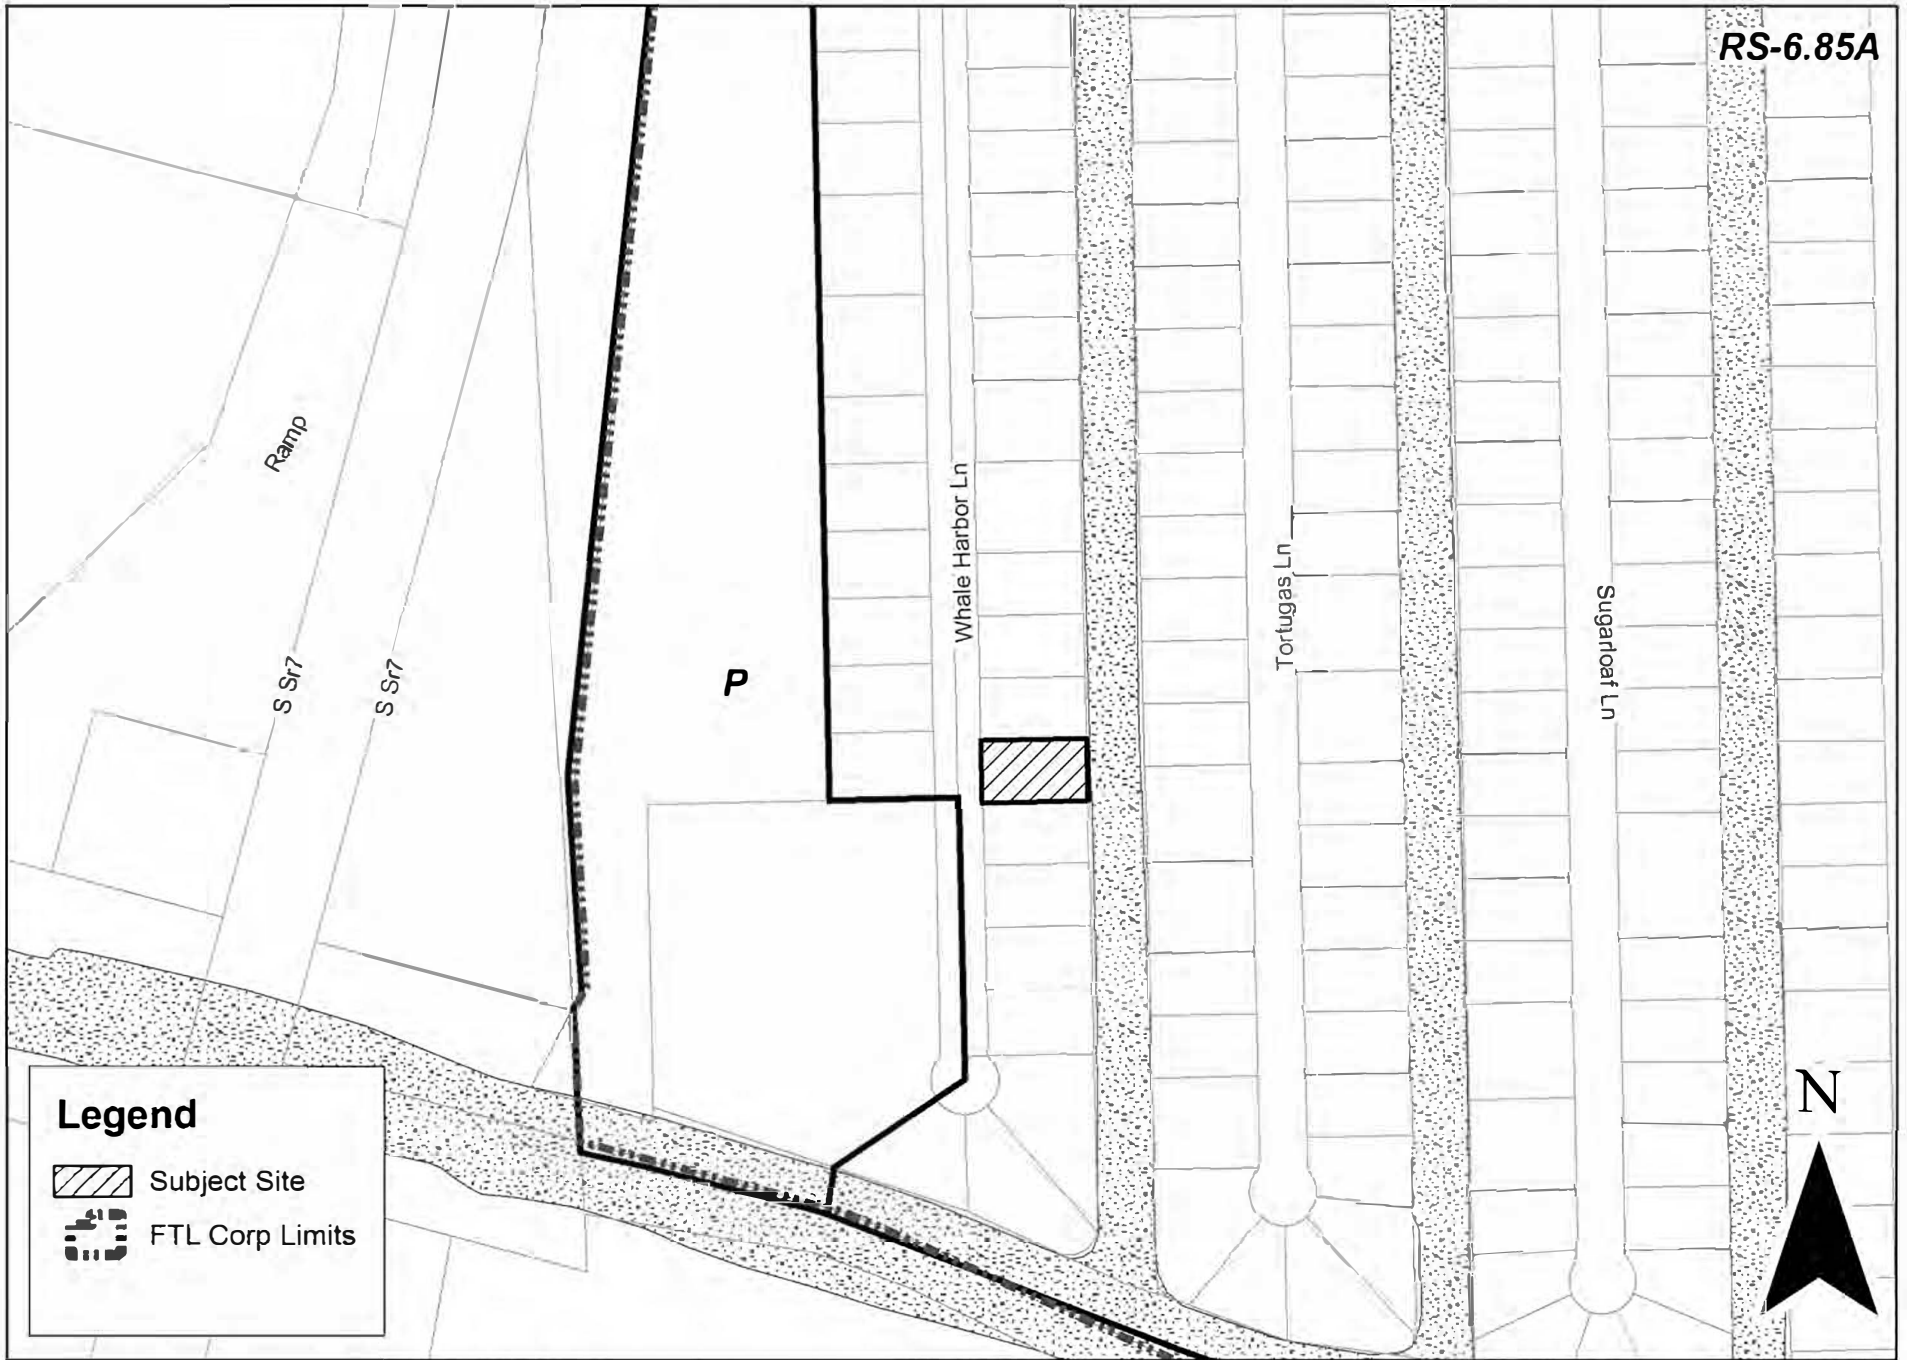 RS-6.85A
Ramp
S Sr7
S Sr7
P
Whale Harbor Ln
Tortugas Ln
Sugarloaf Ln
N
Legend
Subject Site
FTL Corp Limits